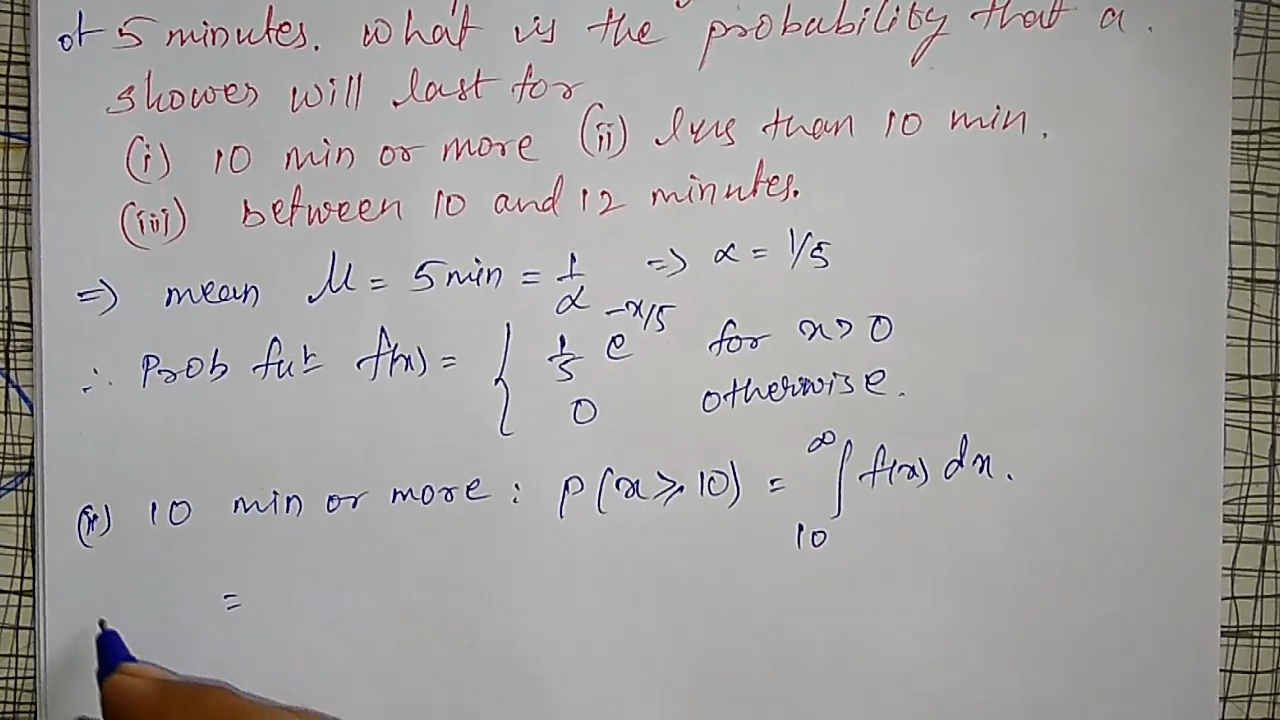 of 5 minutes. What is the probability that a
shower will last for
(i) 10 min or more (ii) less than 10 min.
(iii) between 10 and 12 minutes.
=> mean μ = 5 min = 1/α => α = 1/5
∴ Prob fun f(x) = { 1/5 e^{-x/5} for x > 0
0 otherwise.
(i) 10 min or more : P(x ≥ 10) = ∫_{10}^{∞} f(x) dx.
=